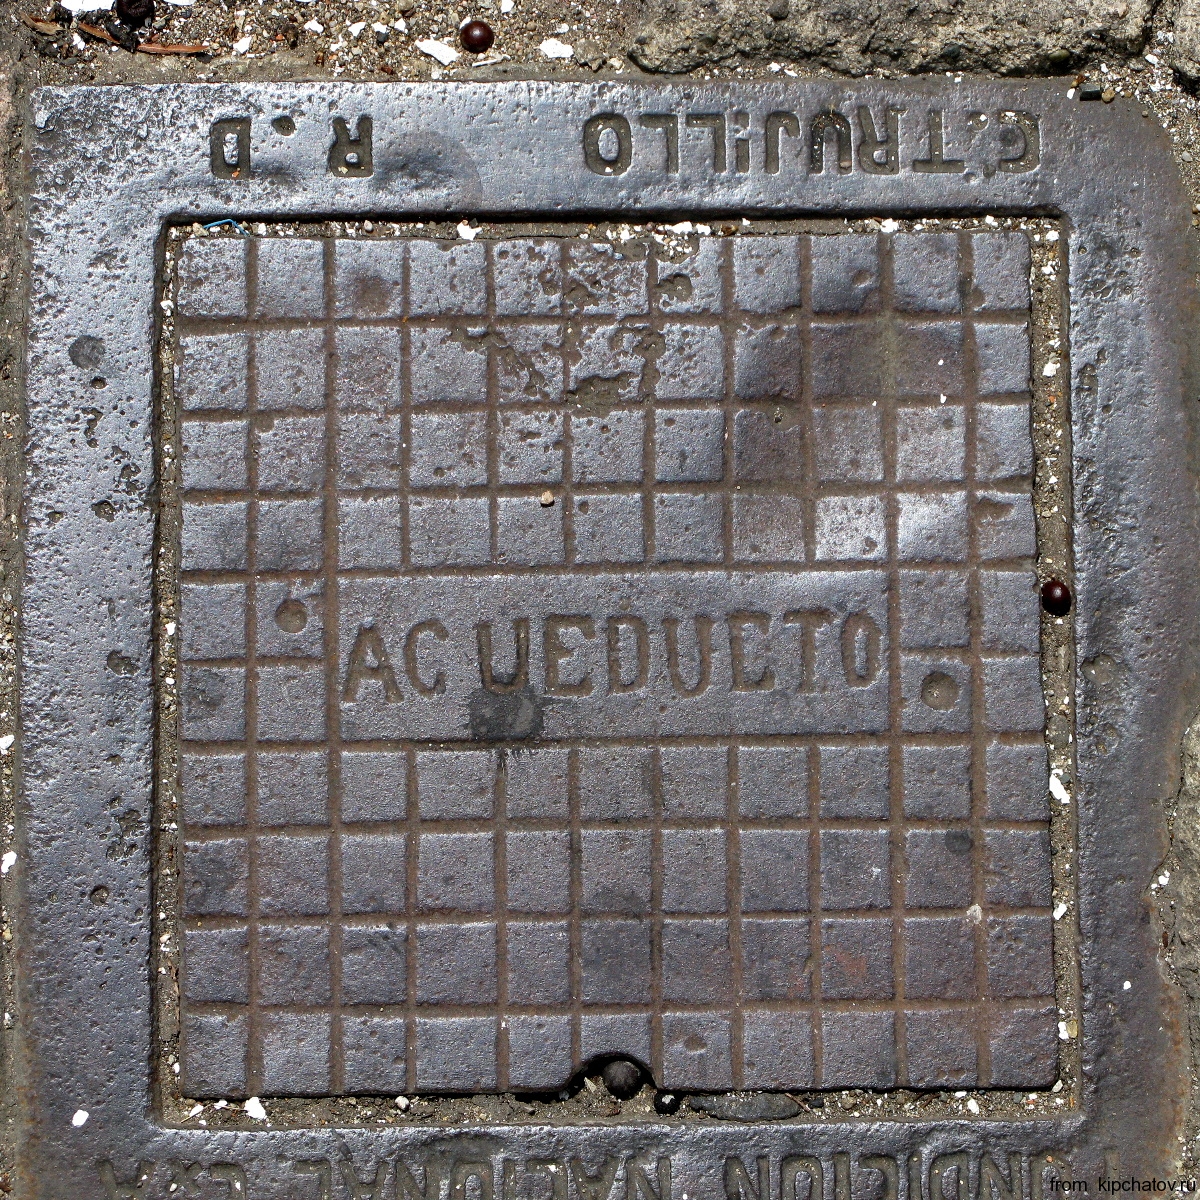 C. TRUJILLO R. D
ACUEDUCTO
FUNDICION NACIONAL C × A
from kipchatov.ru